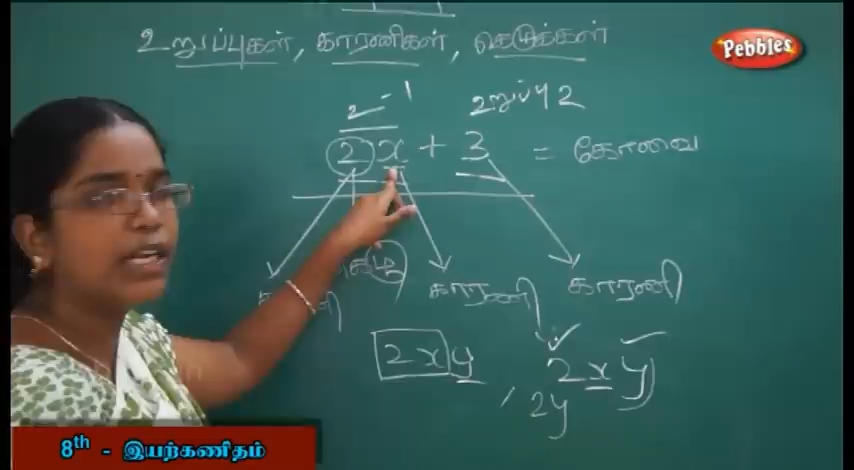 உறுப்புகள், காரணிகள், கெழுக்கள்
Pebbles
உறுப்பு 2
2x + 3 = கோவை
காரணி காரணி
2xy , 2xy
2y
8th - இயற்கணிதம்